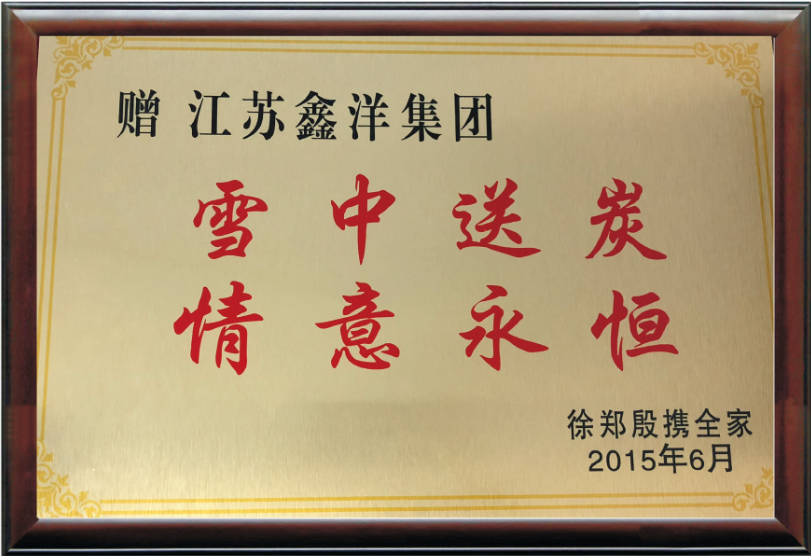 赠 江苏鑫洋集团
雪中送炭
情意永恒
徐郑殷携全家
2015年6月